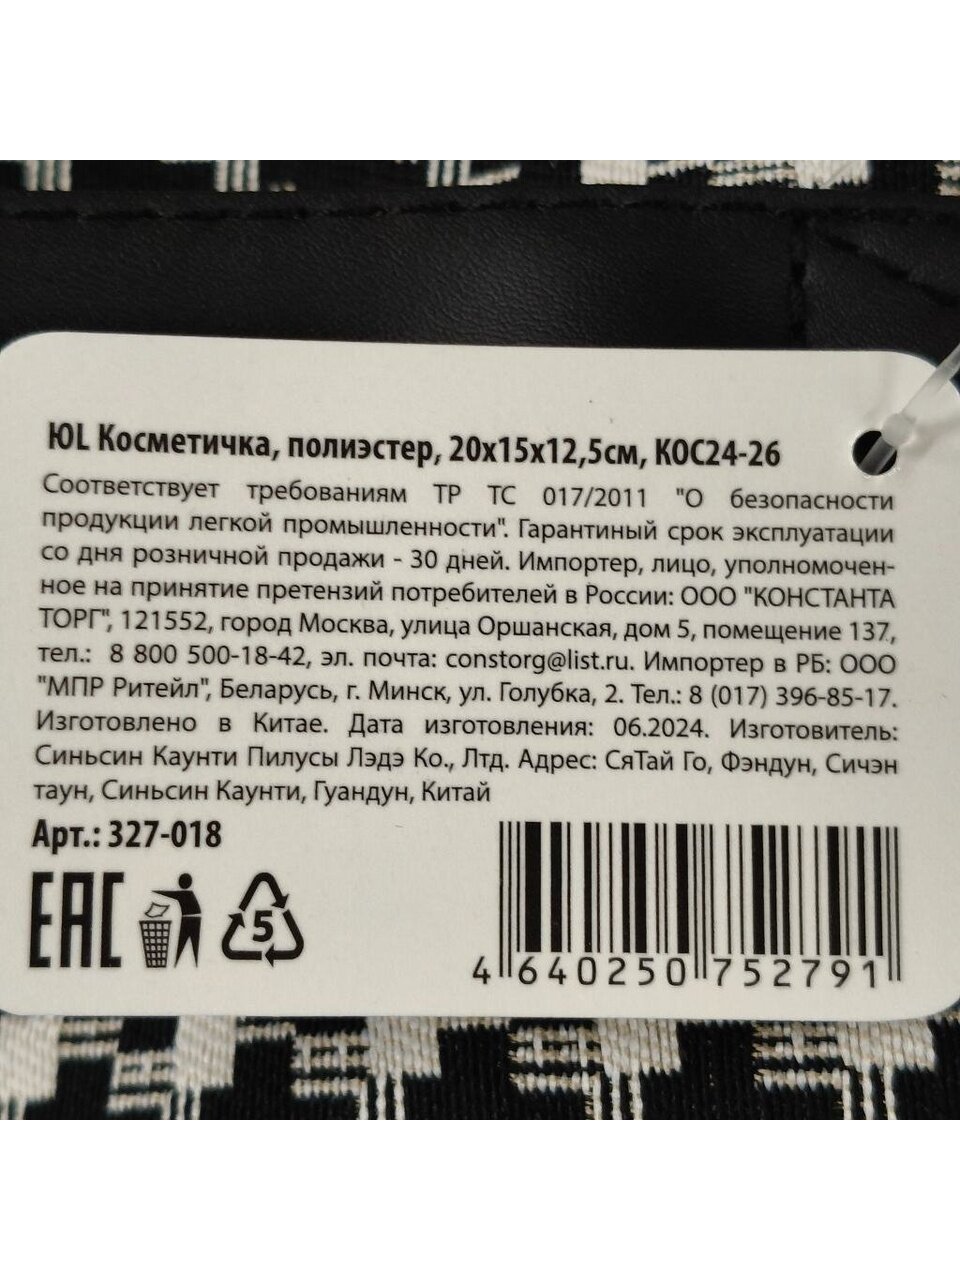 ЮL Косметичка, полиэстер, 20х15х12,5см, КОС24-26
Соответствует требованиям ТР ТС 017/2011 "О безопасности
продукции легкой промышленности". Гарантиный срок эксплуатации
со дня розничной продажи - 30 дней. Импортер, лицо, уполномочен-
ное на принятие претензий потребителей в России: ООО "КОНСТАНТА
ТОРГ", 121552, город Москва, улица Оршанская, дом 5, помещение 137,
тел.: 8 800 500-18-42, эл. почта: constorg@list.ru. Импортер в РБ: ООО
"МПР Ритейл", Беларусь, г. Минск, ул. Голубка, 2. Тел.: 8 (017) 396-85-17.
Изготовлено в Китае. Дата изготовления: 06.2024. Изготовитель:
Синьсин Каунти Пилусы Лэдэ Ко., Лтд. Адрес: СяТай Го, Фэндун, Сичэн
таун, Синьсин Каунти, Гуандун, Китай
Арт.: 327-018
ЕАС
5
4 640250 752791